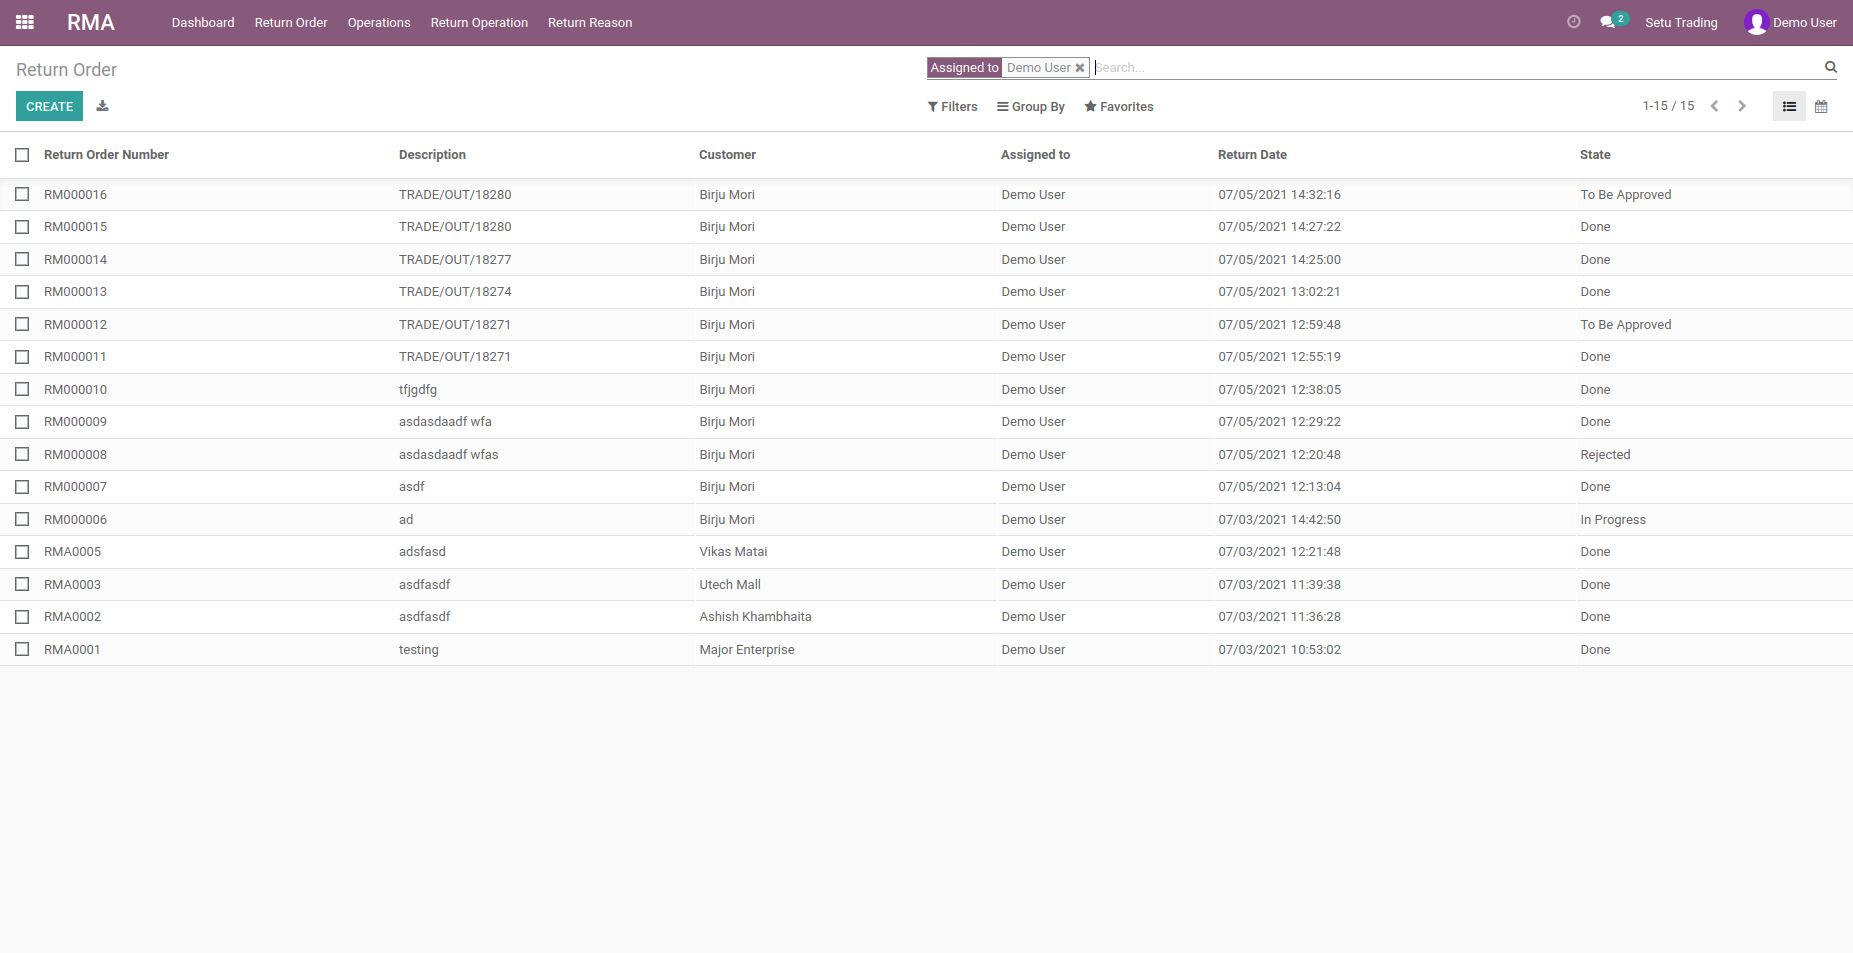 RMA Dashboard Return Order Operations Return Operation Return Reason 2 Setu Trading Demo User
Return Order Assigned to Demo User Search...
CREATE Filters Group By Favorites 1-15 / 15
Return Order Number Description Customer Assigned to Return Date State
RM000016 TRADE/OUT/18280 Birju Mori Demo User 07/05/2021 14:32:16 To Be Approved
RM000015 TRADE/OUT/18280 Birju Mori Demo User 07/05/2021 14:27:22 Done
RM000014 TRADE/OUT/18277 Birju Mori Demo User 07/05/2021 14:25:00 Done
RM000013 TRADE/OUT/18274 Birju Mori Demo User 07/05/2021 13:02:21 Done
RM000012 TRADE/OUT/18271 Birju Mori Demo User 07/05/2021 12:59:48 To Be Approved
RM000011 TRADE/OUT/18271 Birju Mori Demo User 07/05/2021 12:55:19 Done
RM000010 tfjgdfg Birju Mori Demo User 07/05/2021 12:38:05 Done
RM000009 asdasdaadf wfa Birju Mori Demo User 07/05/2021 12:29:22 Done
RM000008 asdasdaadf wfas Birju Mori Demo User 07/05/2021 12:20:48 Rejected
RM000007 asdf Birju Mori Demo User 07/05/2021 12:13:04 Done
RM000006 ad Birju Mori Demo User 07/03/2021 14:42:50 In Progress
RMA0005 adsfasd Vikas Matai Demo User 07/03/2021 12:21:48 Done
RMA0003 asdfasdf Utech Mall Demo User 07/03/2021 11:39:38 Done
RMA0002 asdfasdf Ashish Khambhaita Demo User 07/03/2021 11:36:28 Done
RMA0001 testing Major Enterprise Demo User 07/03/2021 10:53:02 Done